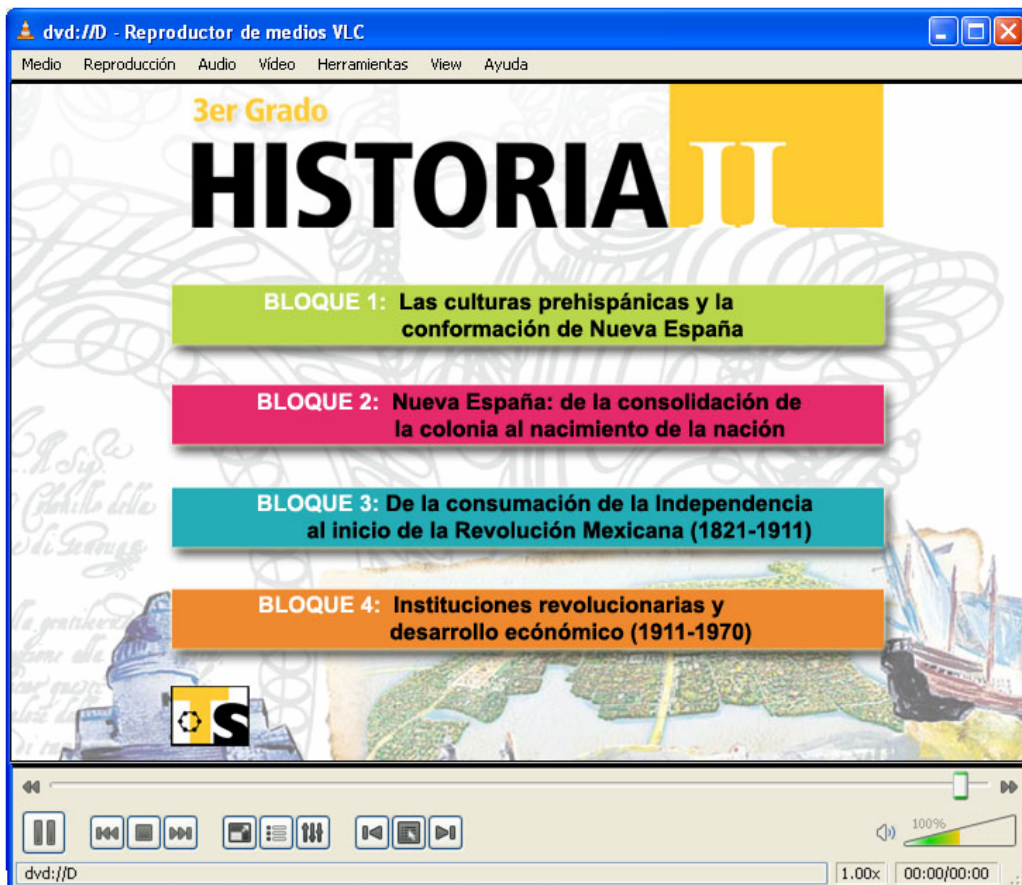 dvd://D - Reproductor de medios VLC
Medio Reproducción Audio Vídeo Herramientas View Ayuda
3er Grado
HISTORIA II
BLOQUE 1: Las culturas prehispánicas y la
conformación de Nueva España
BLOQUE 2: Nueva España: de la consolidación de
la colonia al nacimiento de la nación
BLOQUE 3: De la consumación de la Independencia
al inicio de la Revolución Mexicana (1821-1911)
BLOQUE 4: Instituciones revolucionarias y
desarrollo ecónómico (1911-1970)
TS
100%
dvd://D 1.00x 00:00/00:00